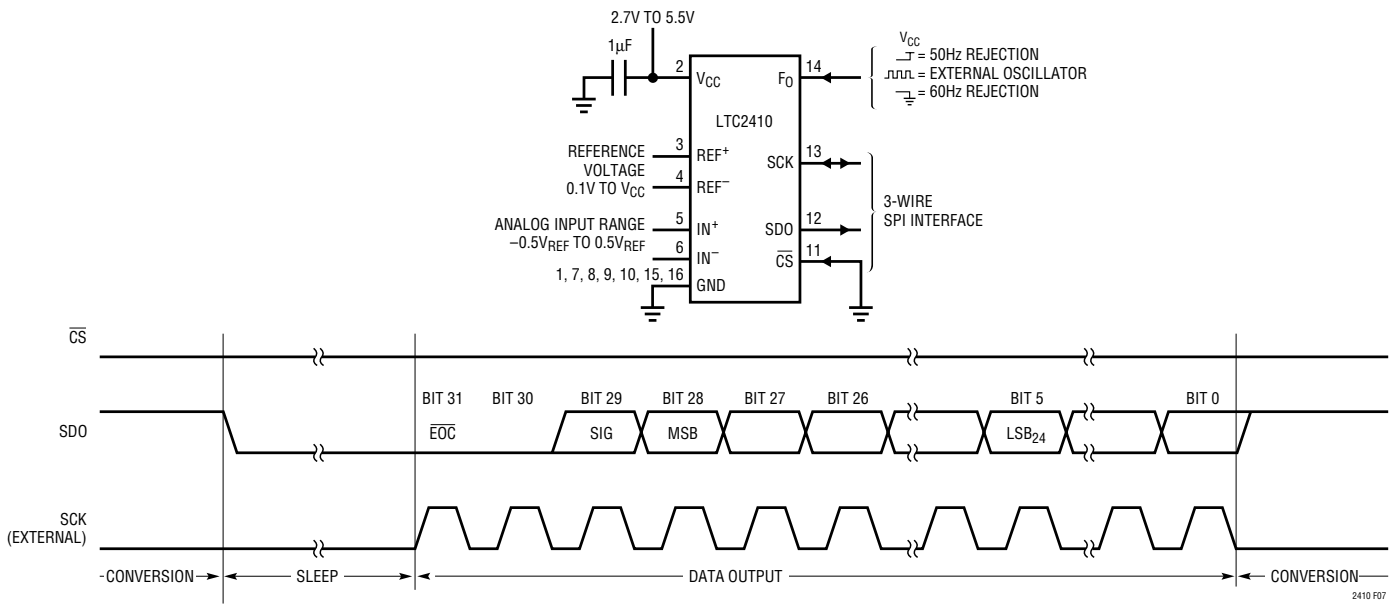 2.7V TO 5.5V
1µF
2
VCC
14
FO
VCC
= 50Hz REJECTION
= EXTERNAL OSCILLATOR
= 60Hz REJECTION
LTC2410
REFERENCE
VOLTAGE
0.1V TO VCC
3
REF+
4
REF–
13
SCK
3-WIRE
SPI INTERFACE
ANALOG INPUT RANGE
–0.5VREF TO 0.5VREF
5
IN+
6
IN–
12
SDO
11
CS
1, 7, 8, 9, 10, 15, 16
GND
CS
BIT 31
BIT 30
BIT 29
BIT 28
BIT 27
BIT 26
BIT 5
BIT 0
SDO
EOC
SIG
MSB
LSB24
SCK
(EXTERNAL)
CONVERSION
SLEEP
DATA OUTPUT
CONVERSION
2410 F07